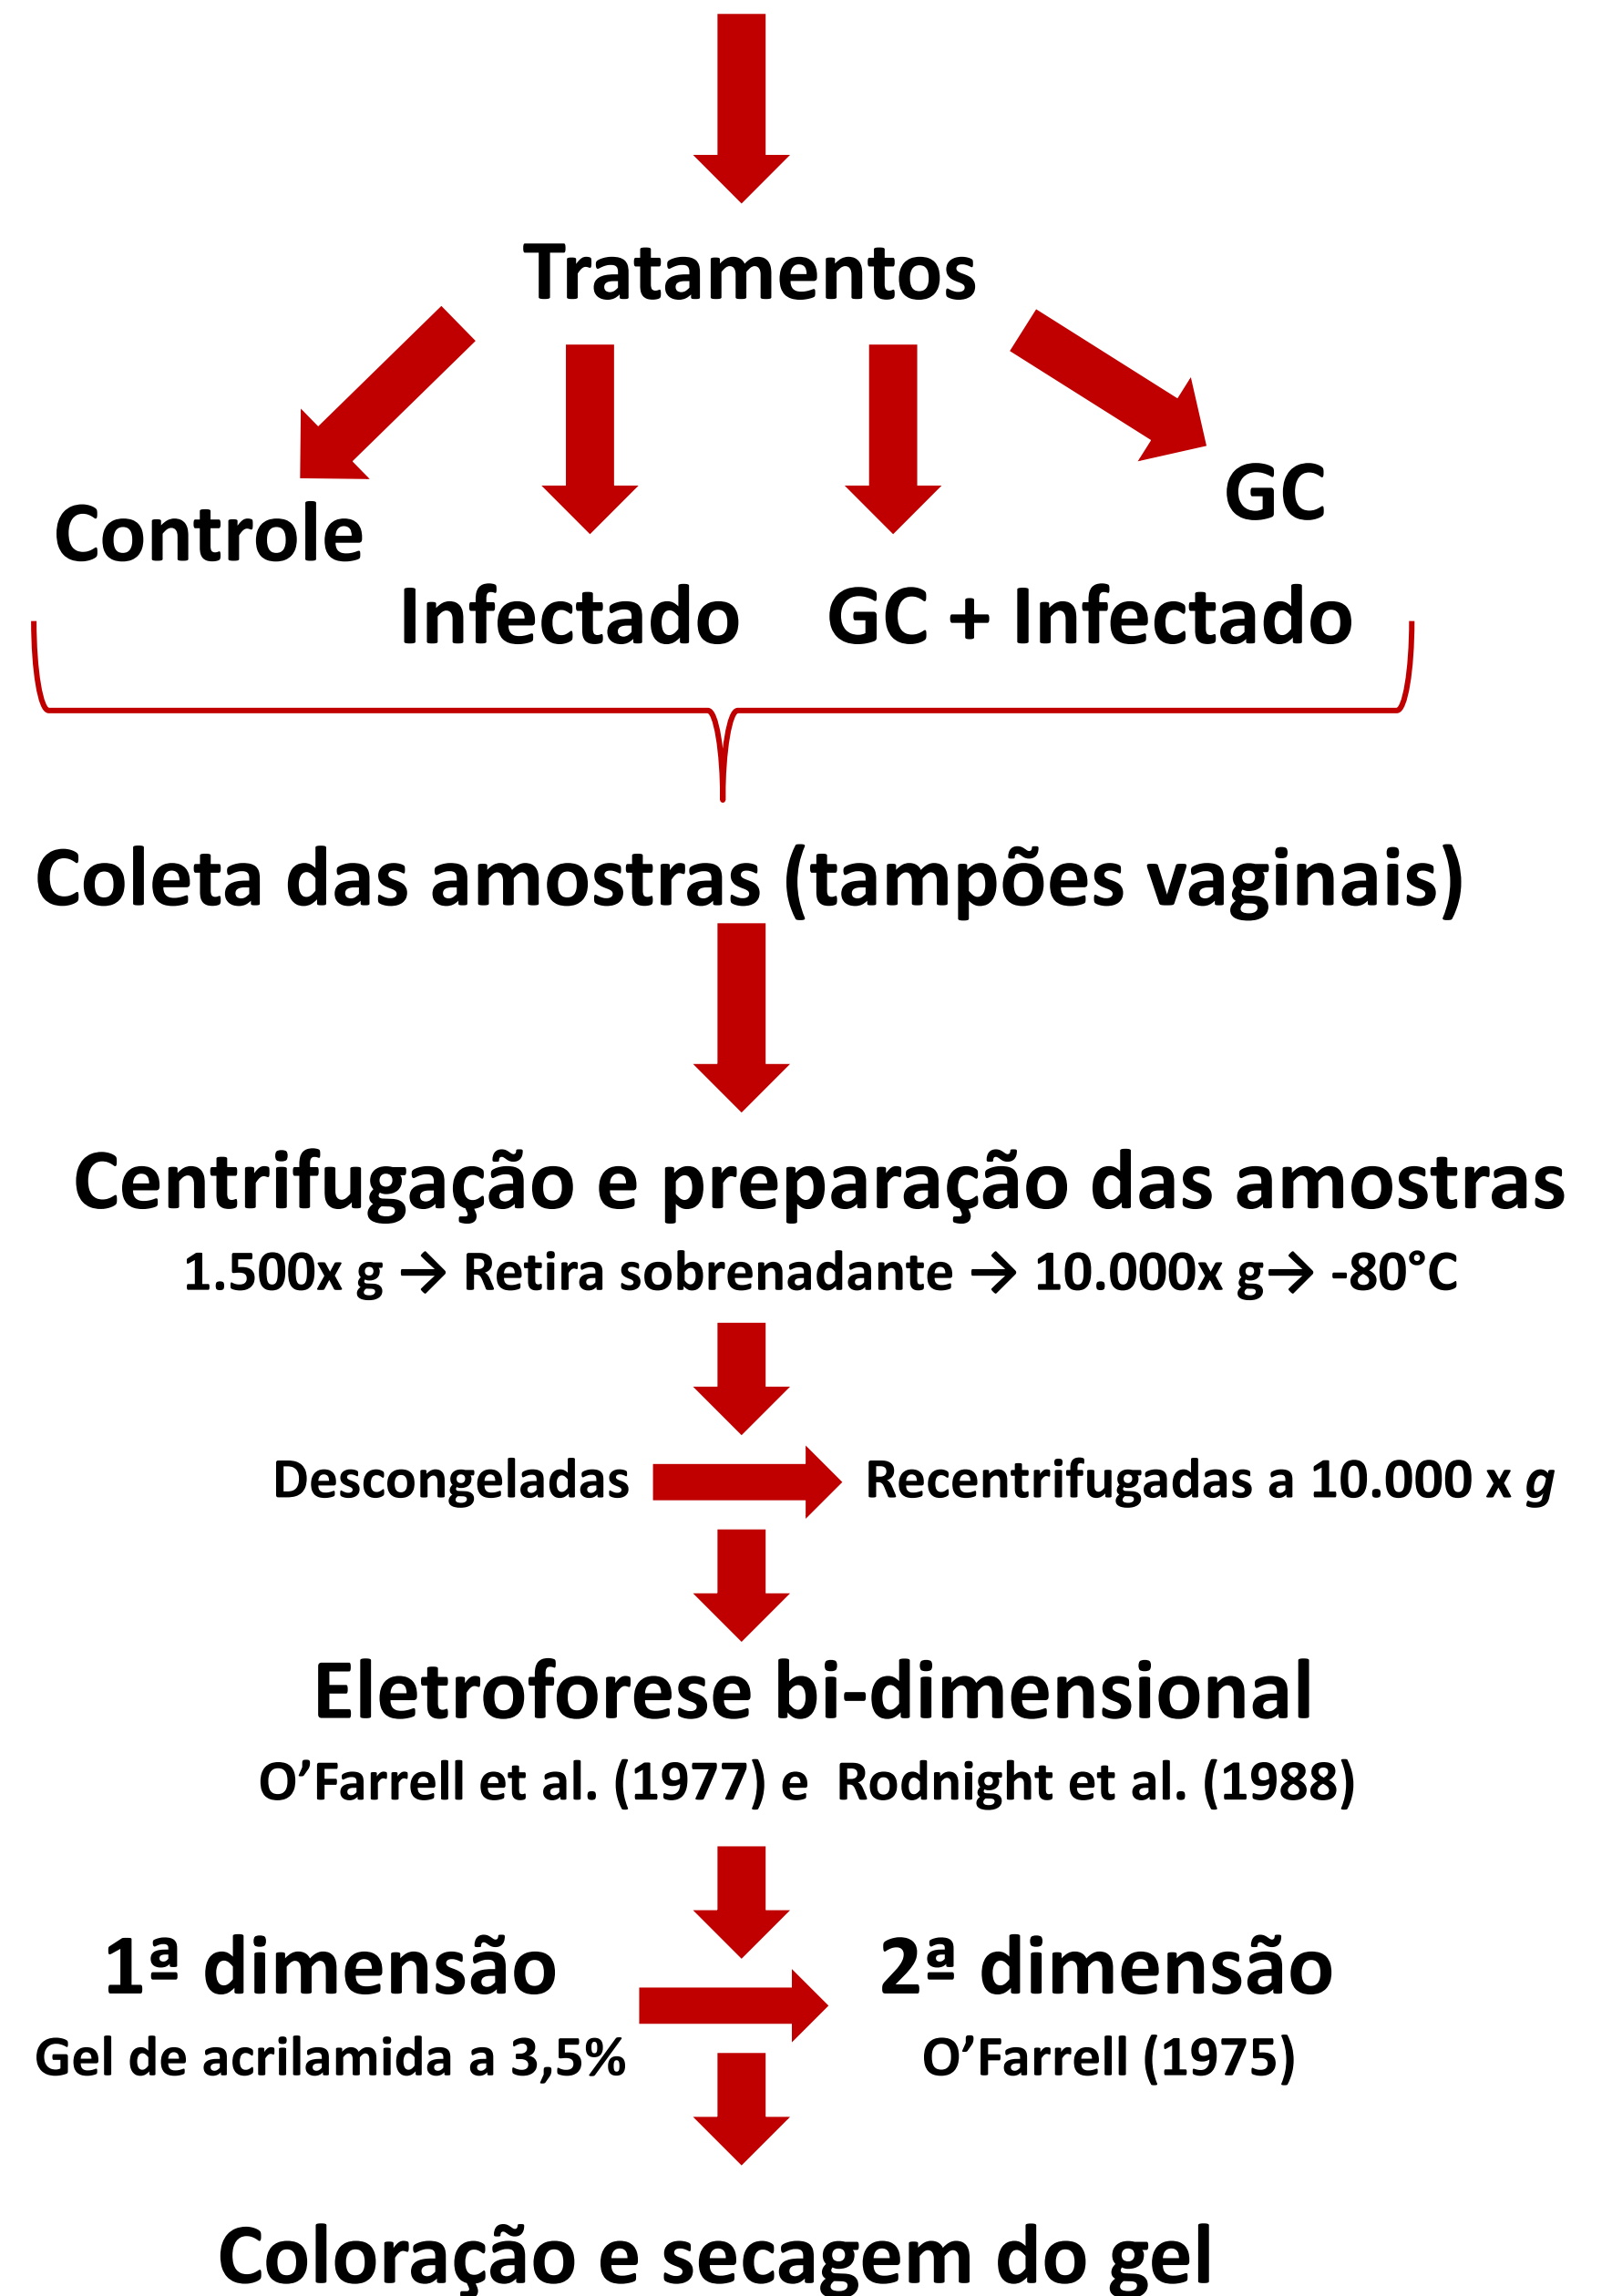 Tratamentos
Controle
Infectado
GC + Infectado
GC
Coleta das amostras (tampões vaginais)
Centrifugação e preparação das amostras
1.500x g → Retira sobrenadante → 10.000x g→ -80°C
Descongeladas
Recentrifugadas a 10.000 x g
Eletroforese bi-dimensional
O’Farrell et al. (1977) e Rodnight et al. (1988)
1ª dimensão
Gel de acrilamida a 3,5%
2ª dimensão
O’Farrell (1975)
Coloração e secagem do gel